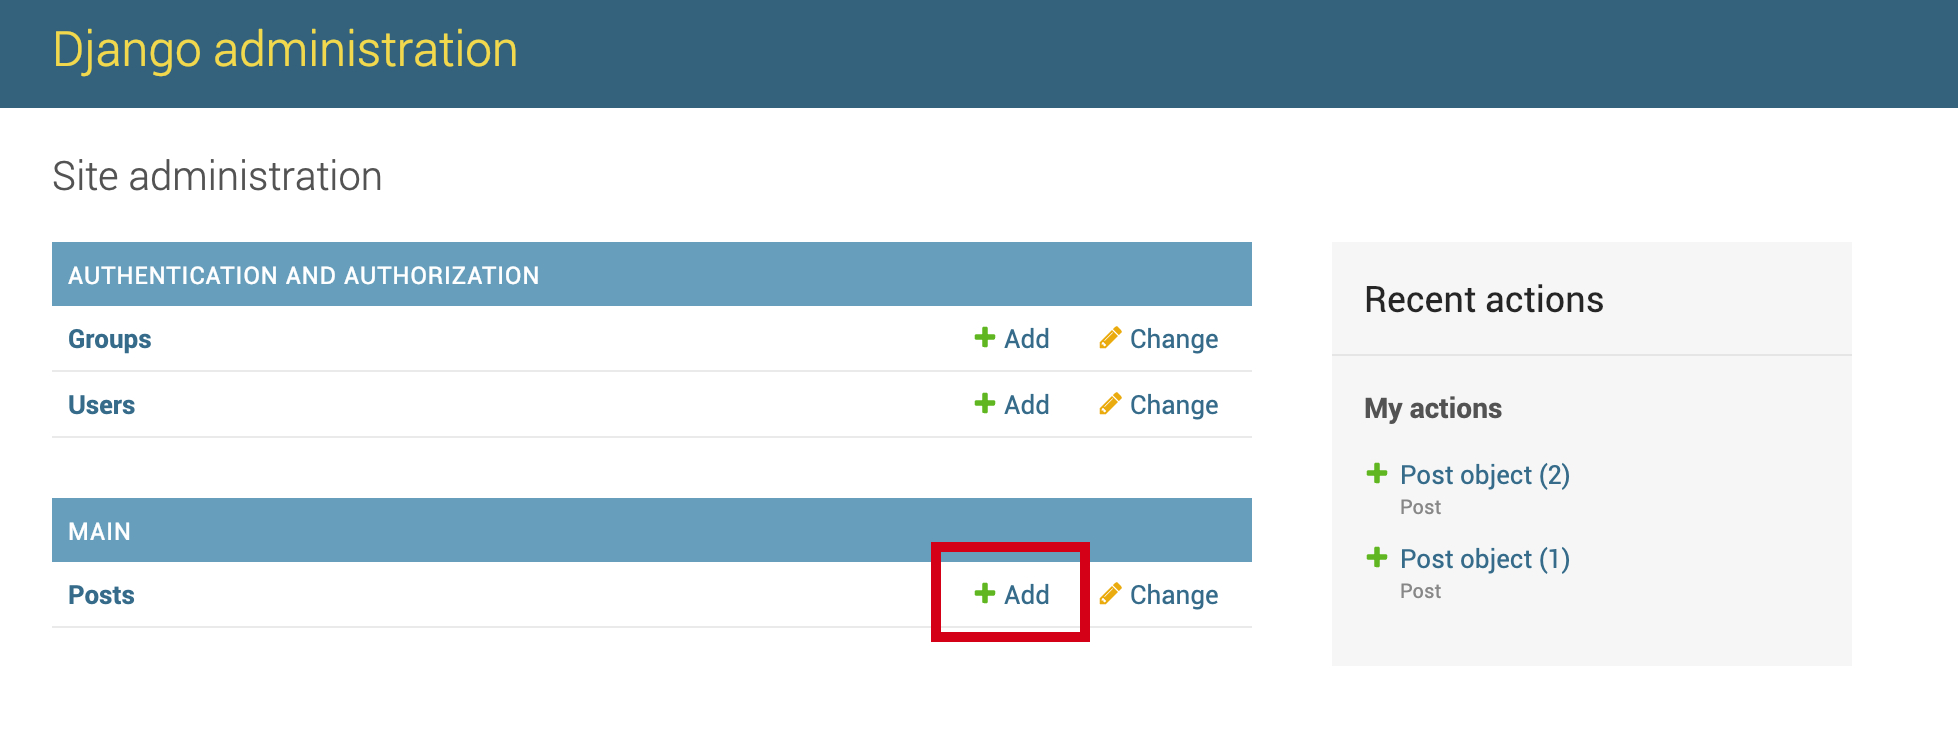 Django administration
Site administration
AUTHENTICATION AND AUTHORIZATION
Groups Add Change
Users Add Change
MAIN
Posts Add Change
Recent actions
My actions
Post object (2)
Post
Post object (1)
Post